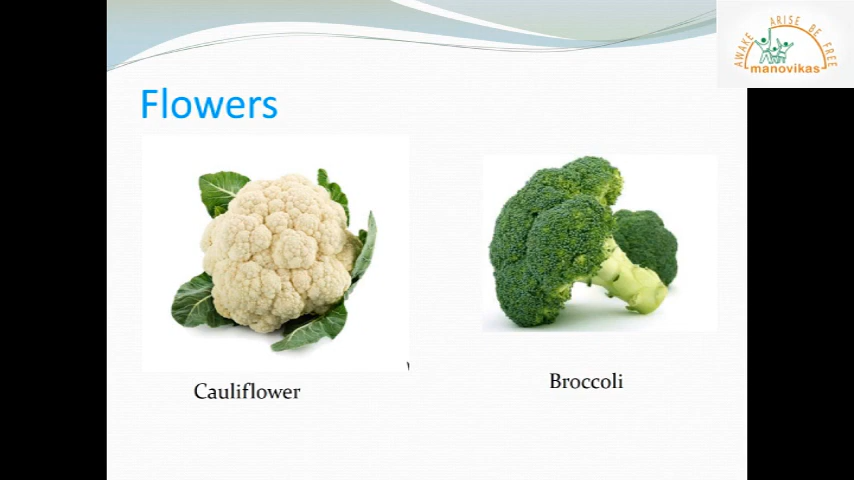 AWAKE ARISE BE FREE
manovikas
Flowers
Cauliflower
Broccoli